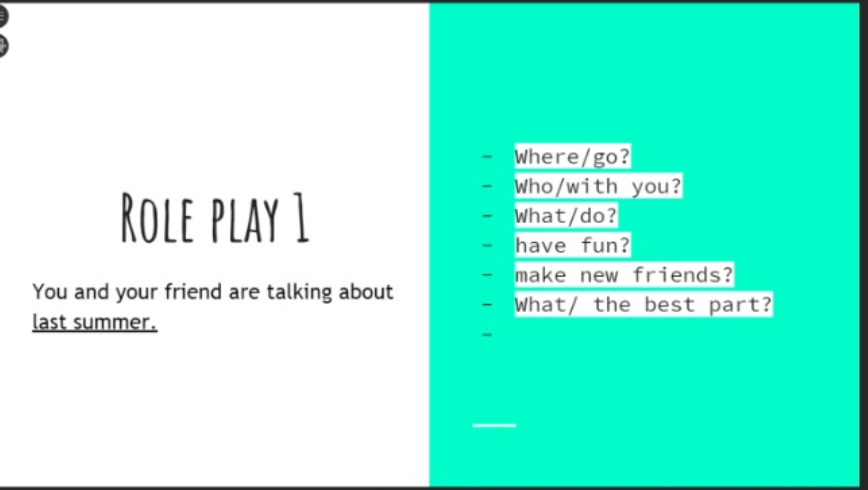 Role play 1
You and your friend are talking about
last summer.
- Where/go?
- Who/with you?
- What/do?
- have fun?
- make new friends?
- What/ the best part?
-